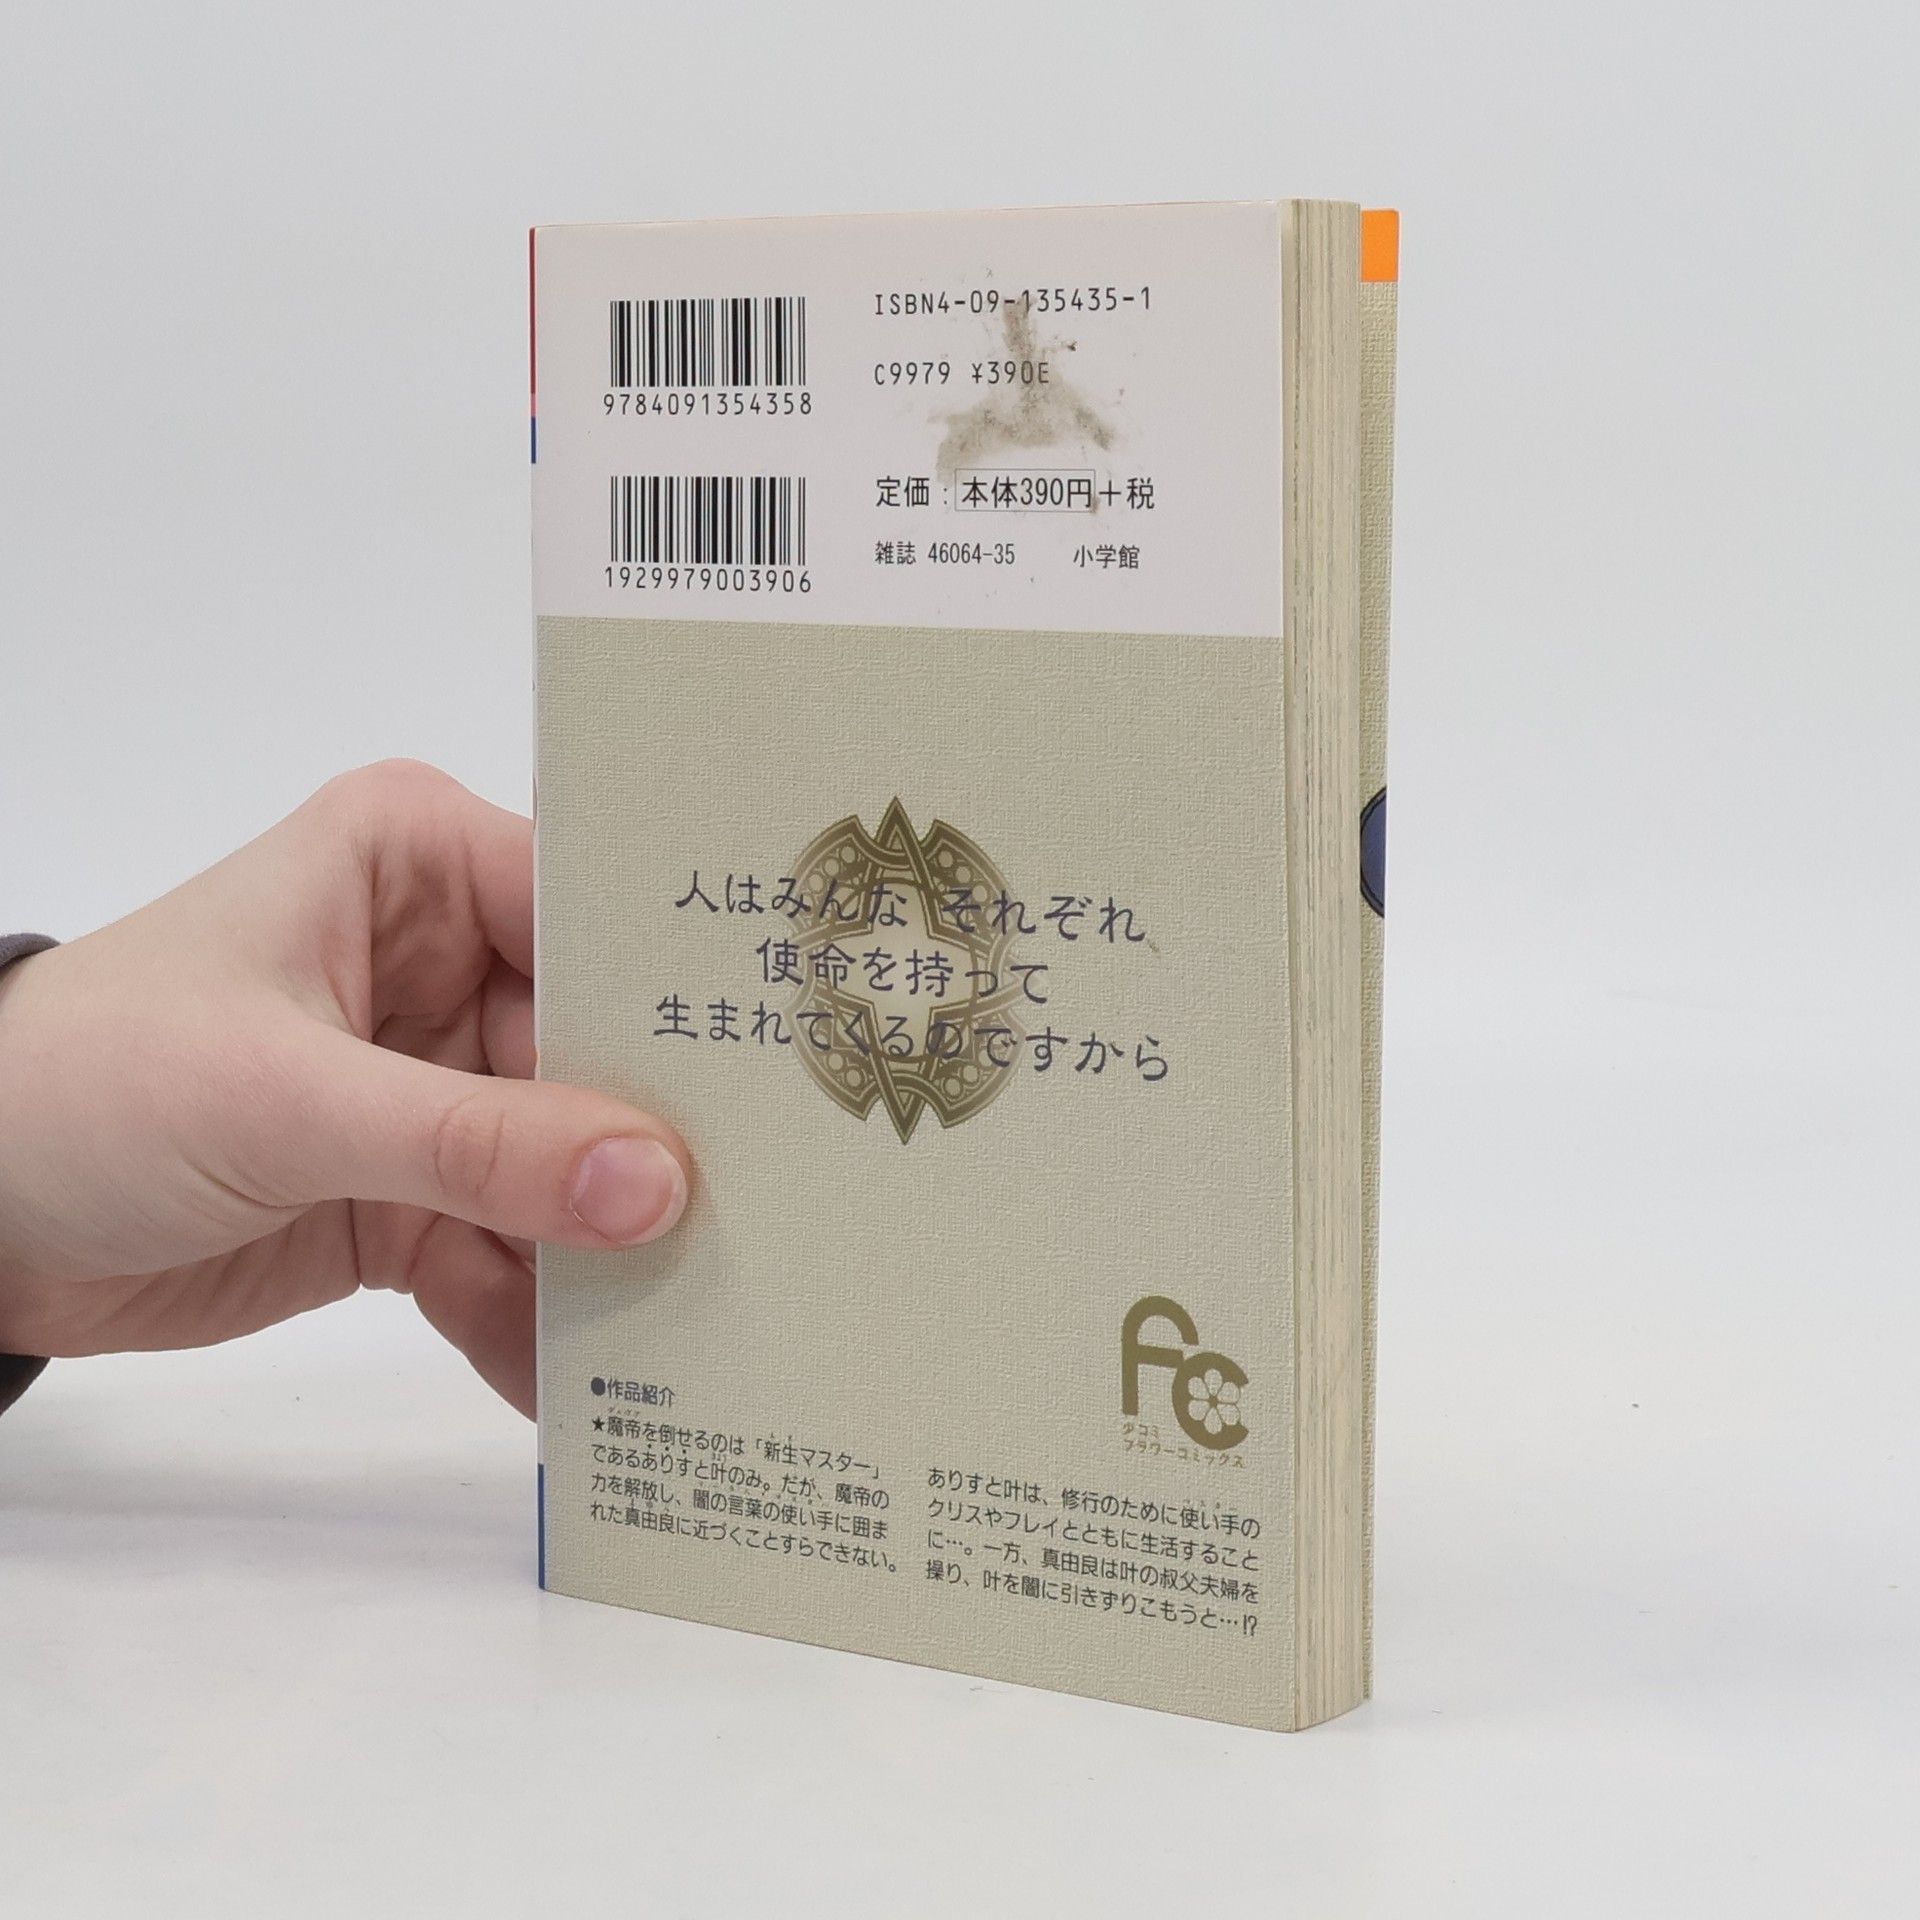 ISBN4-09-135435-1
C9979 ¥390E
9784091354358
定価：本体390円＋税
雑誌 46064-35 小学館
1929979003906
人はみんな それぞれ
使命を持って
生まれてくるのですから
FC
少コミ
フラワーコミックス
●作品紹介
★魔帝を倒せるのは「新生マスター」
であるありすと叶のみ。だが、魔帝の
力を解放し、闇の言葉の使い手に囲ま
れた真由良に近づくことすらできない。
ありすと叶は、修行のために使い手の
クリスやフレイとともに生活すること
に…。一方、真由良は叶の叔父夫婦を
操り、叶を闇に引きずりこもうと…!?